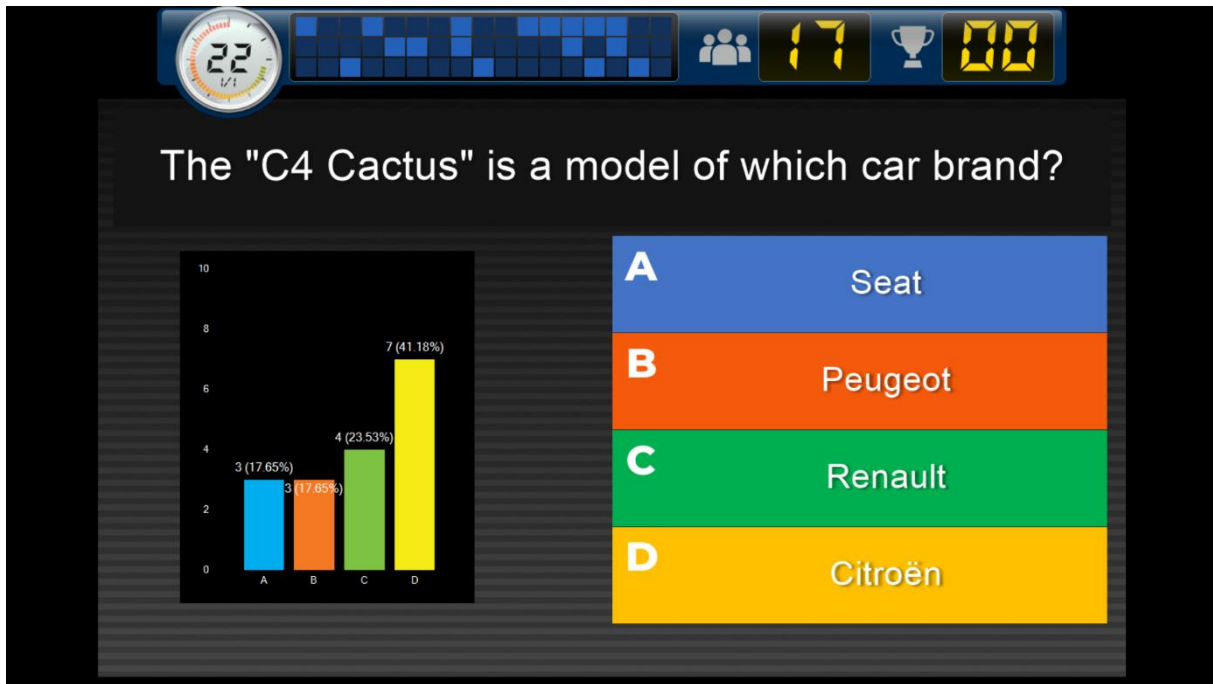 22
1/1
17
00
The "C4 Cactus" is a model of which car brand?
10
8
6
4
2
0
3 (17.65%)
3 (17.65%)
4 (23.53%)
7 (41.18%)
A
B
C
D
A
Seat
B
Peugeot
C
Renault
D
Citroën